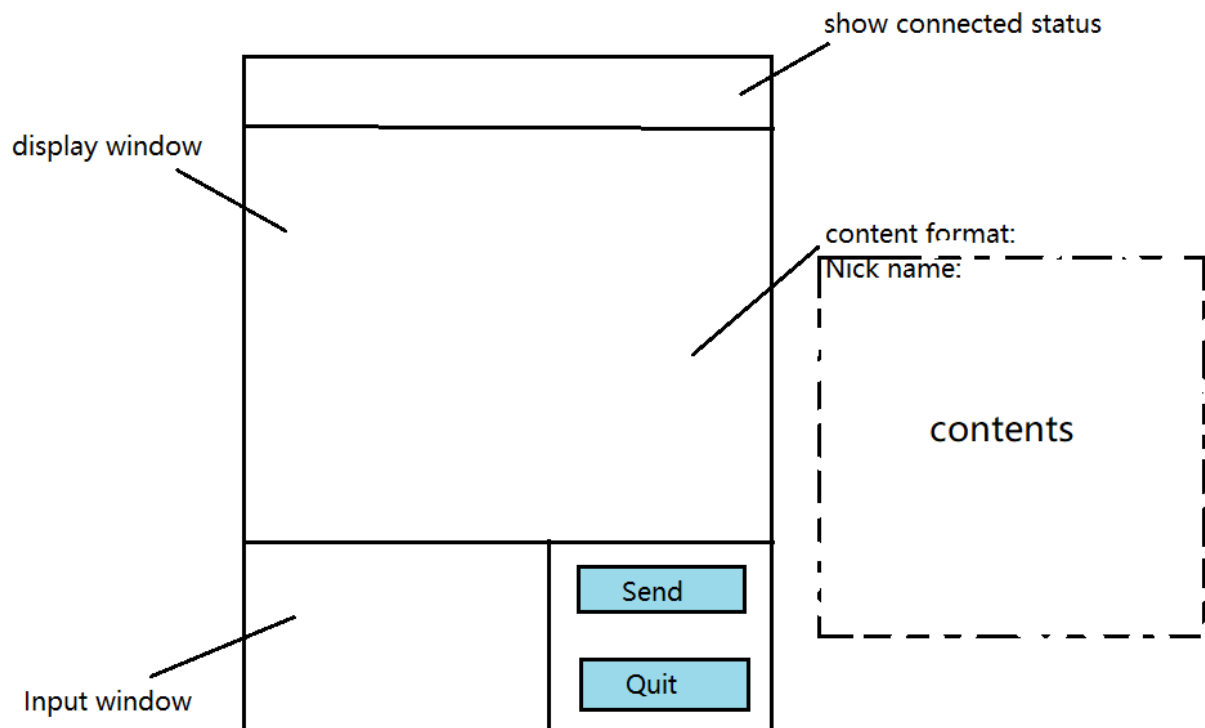 show connected status
display window
content format:
Nick name:
contents
Send
Quit
Input window